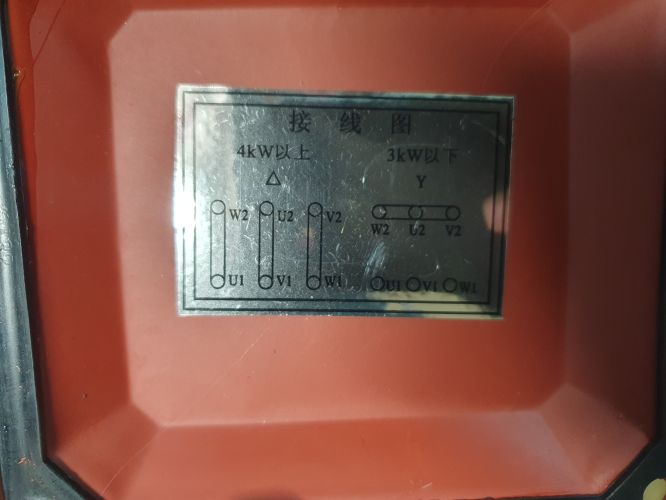 接 线 图
4kW以上 3kW以下
△ Y
W2 U2 V2 W2 U2 V2
U1 V1 W1 U1 V1 W1